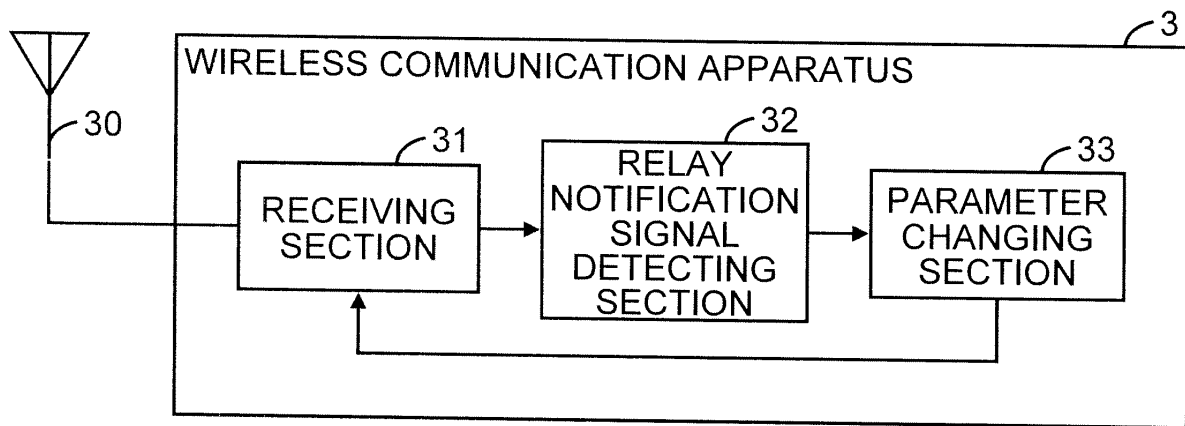 3
WIRELESS COMMUNICATION APPARATUS
30
31
RECEIVING
SECTION
32
RELAY
NOTIFICATION
SIGNAL
DETECTING
SECTION
33
PARAMETER
CHANGING
SECTION